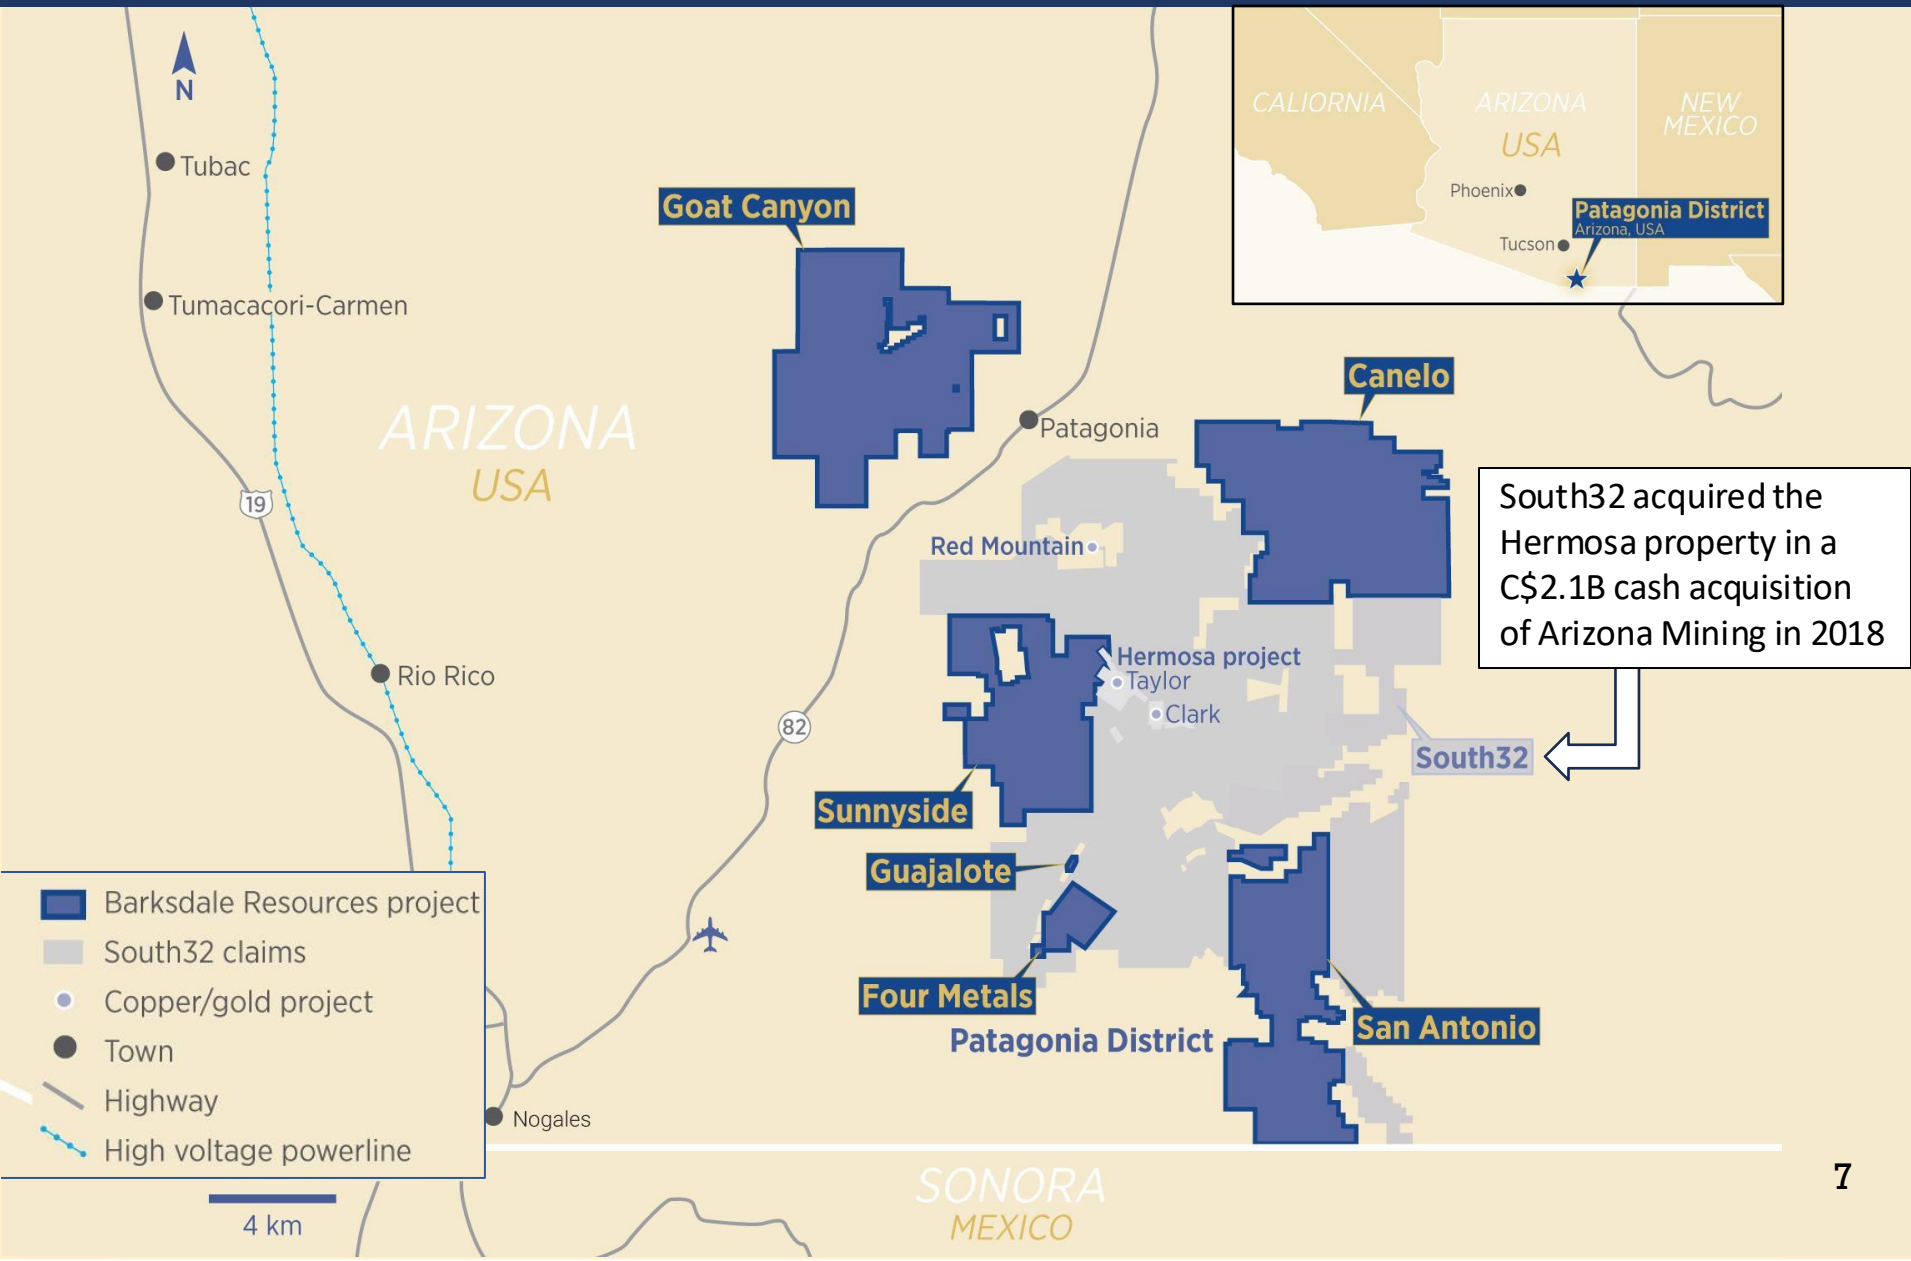 N
Tubac
Tumacacori-Carmen
ARIZONA
USA
19
Rio Rico
Goat Canyon
Patagonia
CALIORNIA
ARIZONA
USA
NEW
MEXICO
Phoenix
Tucson
Patagonia District
Arizona, USA
Canelo
South32 acquired the
Hermosa property in a
C$2.1B cash acquisition
of Arizona Mining in 2018
Red Mountain
Hermosa project
Taylor
Clark
82
South32
Sunnyside
Guajalote
Four Metals
Patagonia District
San Antonio
Barksdale Resources project
South32 claims
Copper/gold project
Town
Highway
High voltage powerline
Nogales
4 km
SONORA
MEXICO
7